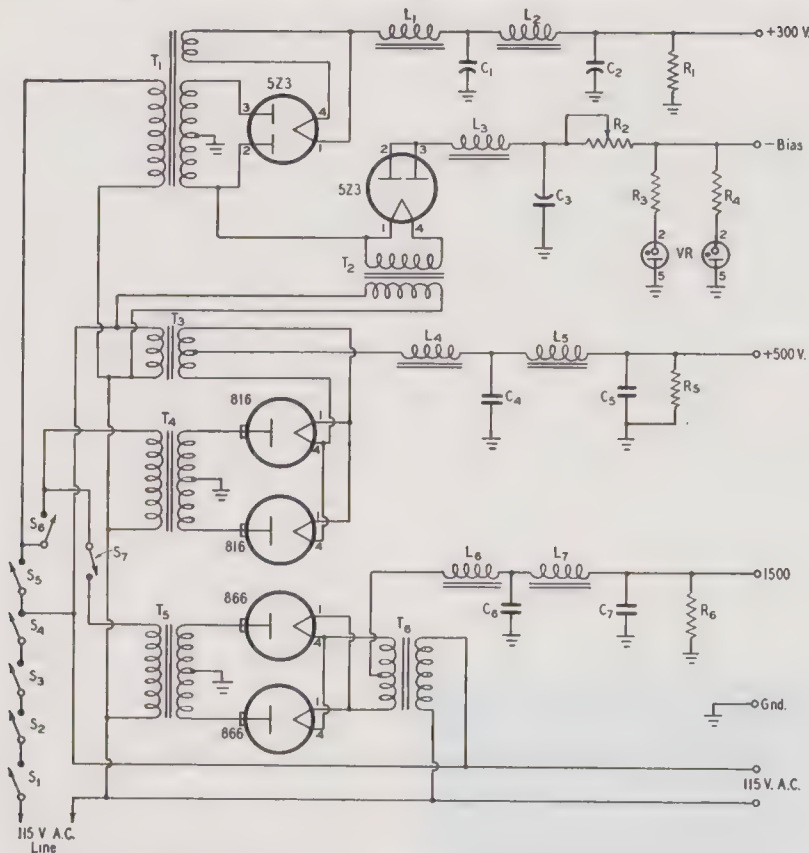 L1 L2
+300 V.
T1
C1 C2 R1
5Z3
3 4
2 1
L3 R2
2 3
-Bias
5Z3
C3
R3 R4
1 4
2 VR 2
5 5
T2
T3
L4 L5
+500 V.
C4 C5 R5
816
1
4
T4
S6
816
1
4
S7
L6 L7
1500
S5
T5
866
1
4
T6
C6 C7 R6
S4
S3
866
1
4
Gnd.
S2
S1
115 V. A.C.
115 V A.C.
Line